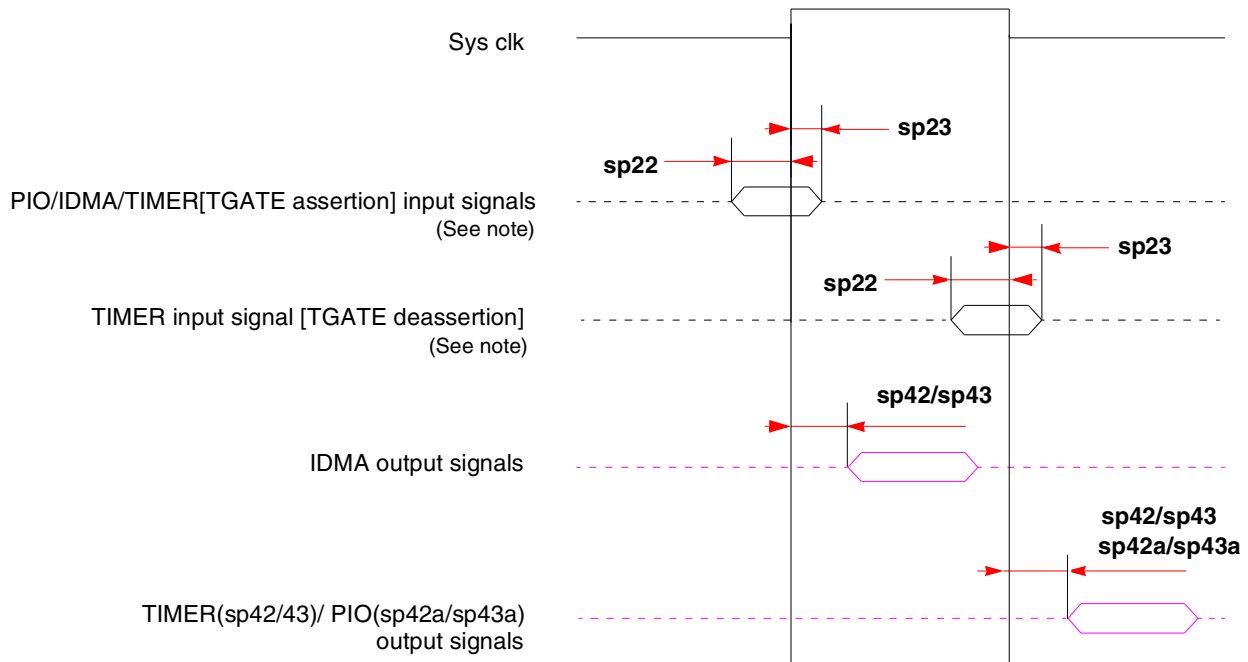 Sys clk
sp23
sp22
PIO/IDMA/TIMER[TGATE assertion] input signals
(See note)
sp23
sp22
TIMER input signal [TGATE deassertion]
(See note)
sp42/sp43
IDMA output signals
sp42/sp43
sp42a/sp43a
TIMER(sp42/43)/ PIO(sp42a/sp43a)
output signals